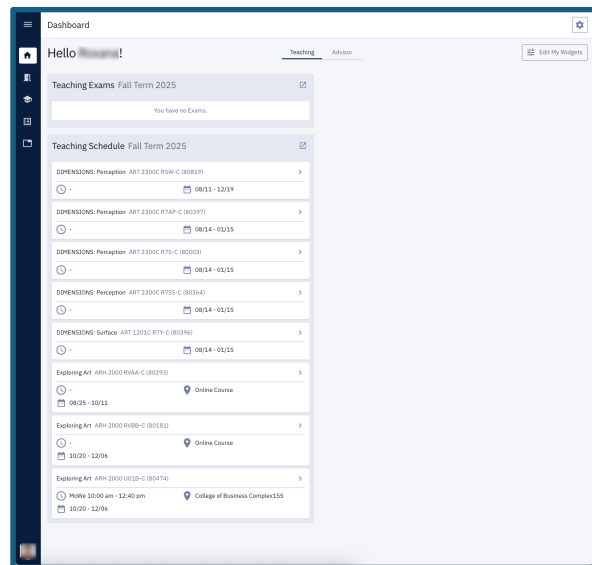 Dashboard
Hello !
Teaching Advisor
Edit My Widgets
Teaching Exams Fall Term 2025
You have no Exams.
Teaching Schedule Fall Term 2025
DIMENSIONS: Perception ART 2300C R5W-C (80819)
- 08/11 - 12/19
DIMENSIONS: Perception ART 2300C R7AP-C (80397)
- 08/14 - 01/15
DIMENSIONS: Perception ART 2300C R7S-C (80003)
- 08/14 - 01/15
DIMENSIONS: Perception ART 2300C R7SS-C (80364)
- 08/14 - 01/15
DIMENSIONS: Surface ART 1201C R7Y-C (80396)
- 08/14 - 01/15
Exploring Art ARH 2000 RVAA-C (80293)
- Online Course
08/25 - 10/11
Exploring Art ARH 2000 RVBB-C (80181)
- Online Course
10/20 - 12/06
Exploring Art ARH 2000 U01B-C (80474)
MoWe 10:00 am - 12:40 pm College of Business Complex155
10/20 - 12/06